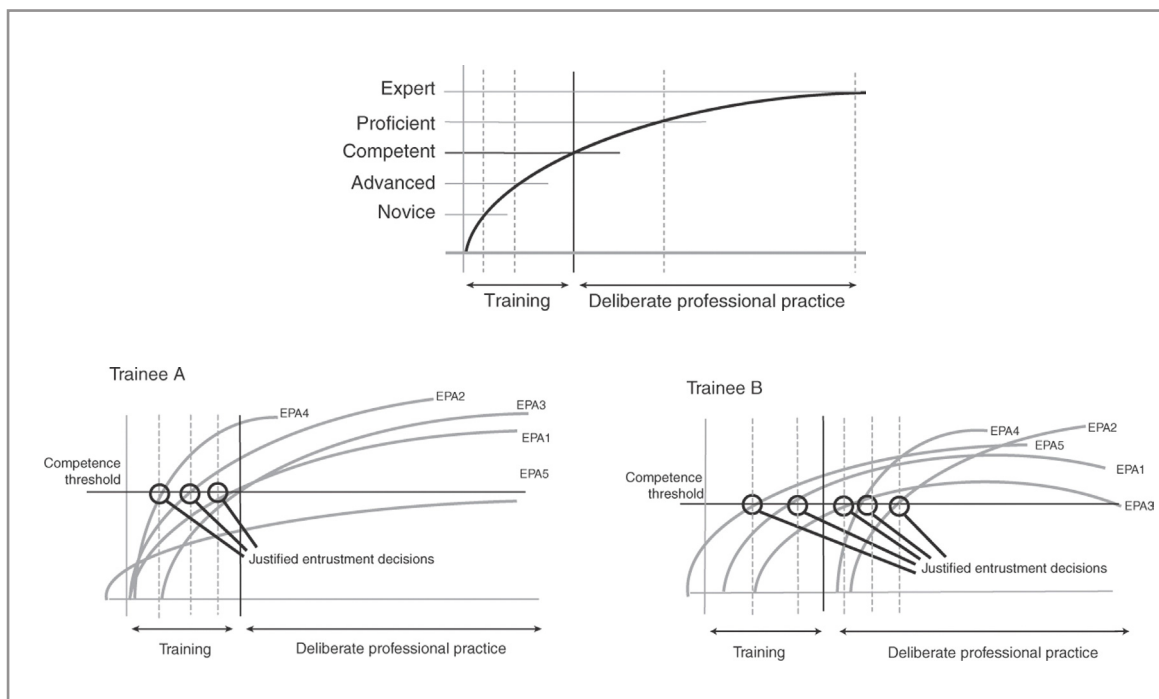 Expert
Proficient
Competent
Advanced
Novice
Training
Deliberate professional practice
Trainee A
EPA4
EPA2
EPA3
EPA1
EPA5
Competence
threshold
Justified entrustment decisions
Training
Deliberate professional practice
Trainee B
EPA4
EPA2
EPA5
EPA1
EPA3
Competence
threshold
Justified entrustment decisions
Training
Deliberate professional practice